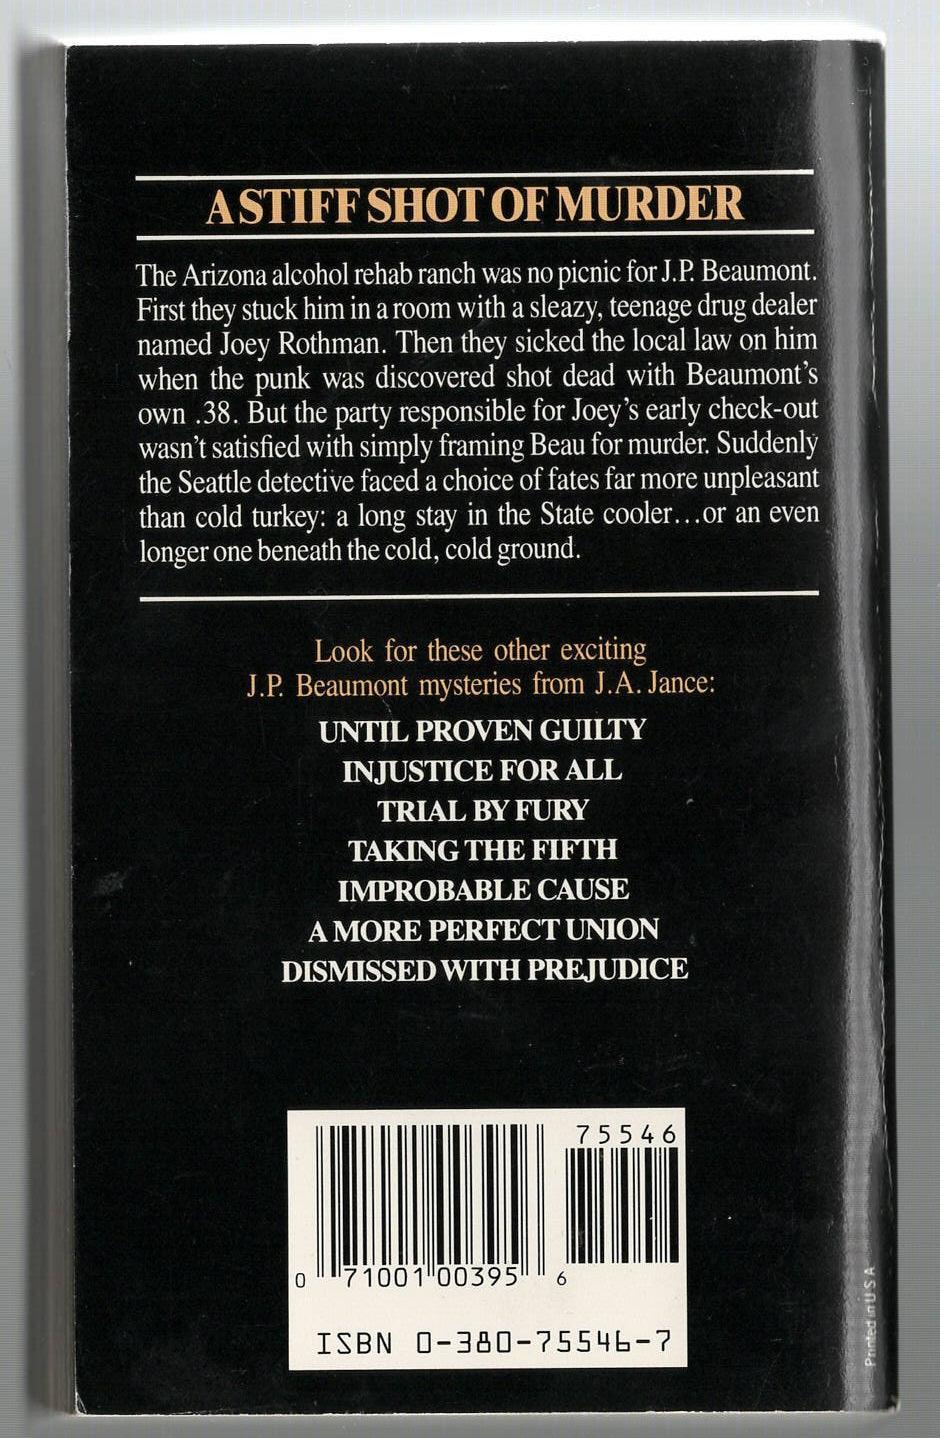 A STIFF SHOT OF MURDER
The Arizona alcohol rehab ranch was no picnic for J.P. Beaumont.
First they stuck him in a room with a sleazy, teenage drug dealer
named Joey Rothman. Then they sicked the local law on him
when the punk was discovered shot dead with Beaumont's
own .38. But the party responsible for Joey's early check-out
wasn't satisfied with simply framing Beau for murder. Suddenly
the Seattle detective faced a choice of fates far more unpleasant
than cold turkey: a long stay in the State cooler...or an even
longer one beneath the cold, cold ground.
Look for these other exciting
J.P. Beaumont mysteries from J.A. Jance:
UNTIL PROVEN GUILTY
INJUSTICE FOR ALL
TRIAL BY FURY
TAKING THE FIFTH
IMPROBABLE CAUSE
A MORE PERFECT UNION
DISMISSED WITH PREJUDICE
75546
0 71001 00395 6
ISBN 0-380-75546-7
Printed in U S A